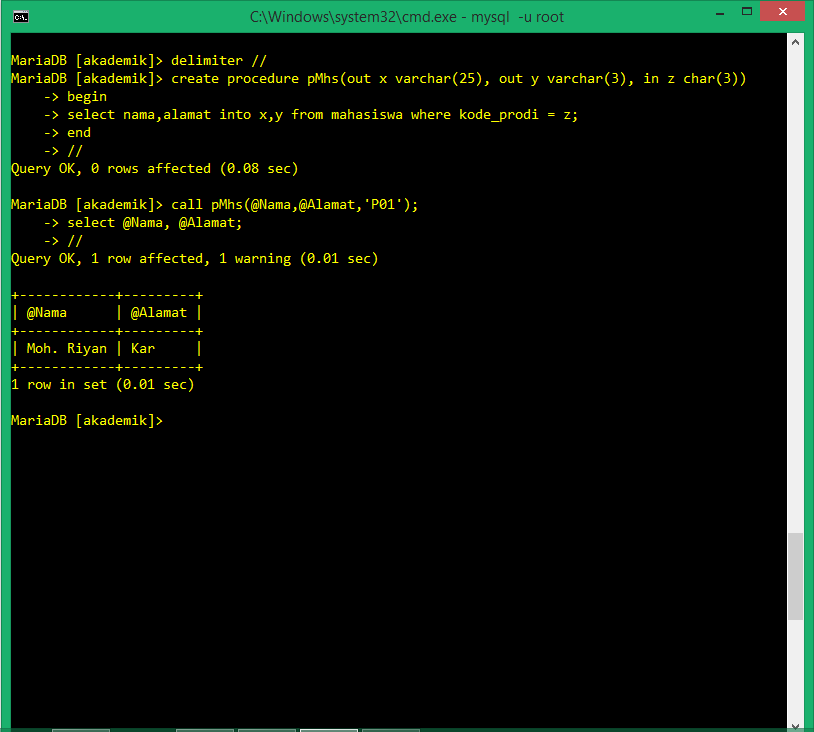 C:\Windows\system32\cmd.exe - mysql  -u root
MariaDB [akademik]> delimiter //
MariaDB [akademik]> create procedure pMhs(out x varchar(25), out y varchar(3), in z char(3))
    -> begin
    -> select nama,alamat into x,y from mahasiswa where kode_prodi = z;
    -> end
    -> //
Query OK, 0 rows affected (0.08 sec)
MariaDB [akademik]> call pMhs(@Nama,@Alamat,'P01');
    -> select @Nama, @Alamat;
    -> //
Query OK, 1 row affected, 1 warning (0.01 sec)
+------------+---------+
| @Nama      | @Alamat |
+------------+---------+
| Moh. Riyan | Kar     |
+------------+---------+
1 row in set (0.01 sec)
MariaDB [akademik]>